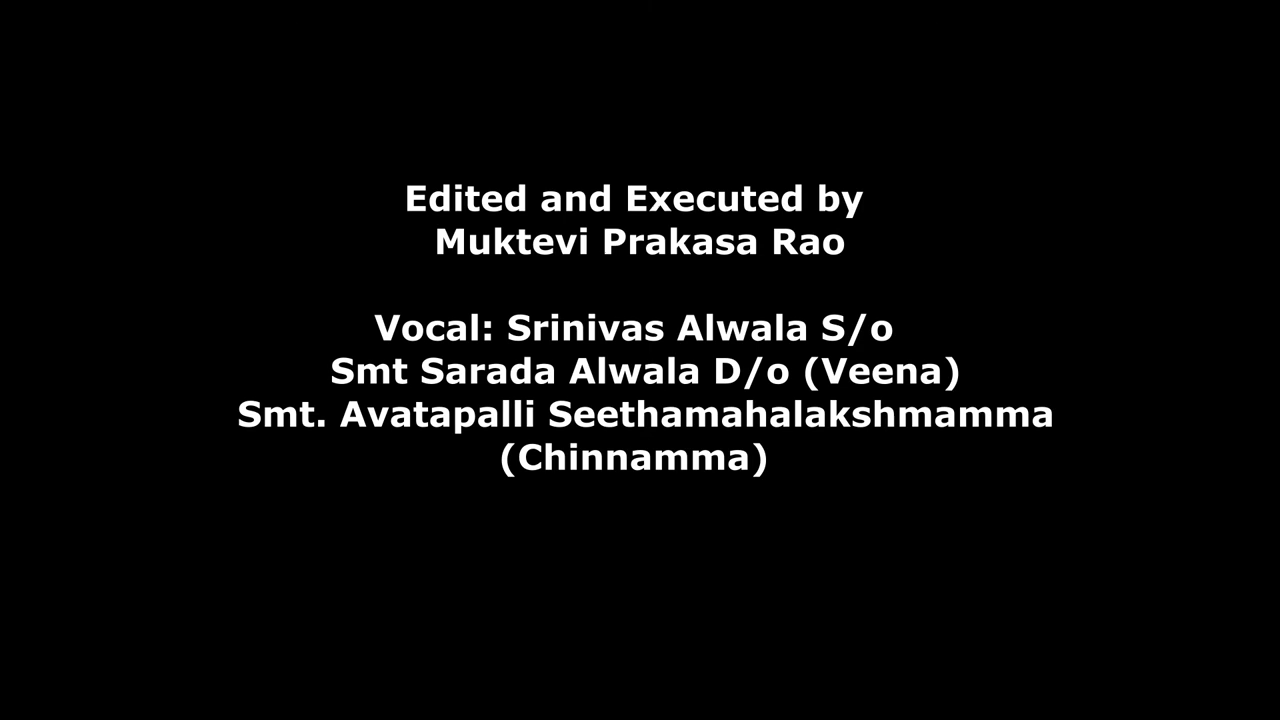 Edited and Executed by
Muktevi Prakasa Rao
Vocal: Srinivas Alwala S/o
Smt Sarada Alwala D/o (Veena)
Smt. Avatapalli Seethamahalakshmamma
(Chinnamma)